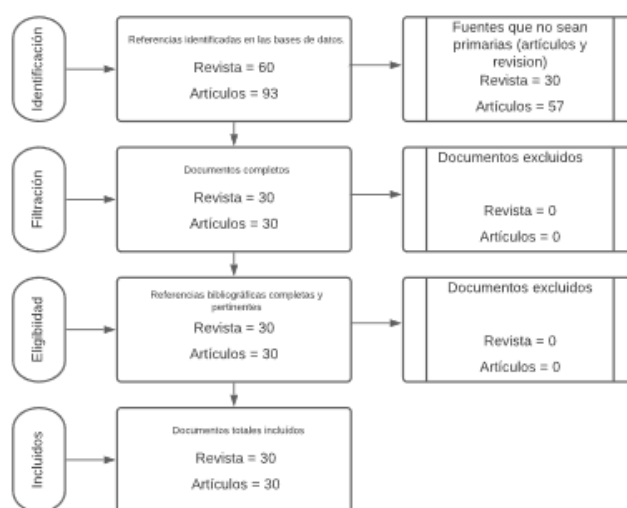 Identificación
Referencias identificadas en las bases de datos.
Revista = 60
Artículos = 93
Fuentes que no sean
primarias (artículos y
revision)
Revista = 30
Artículos = 57
Filtración
Documentos completos
Revista = 30
Artículos = 30
Documentos excluidos
Revista = 0
Artículos = 0
Eligibiidad
Referencias bibliográficas completas y
pertinentes
Revista = 30
Artículos = 30
Documentos excluidos
Revista = 0
Artículos = 0
Incluidos
Documentos totales incluidos
Revista = 30
Artículos = 30